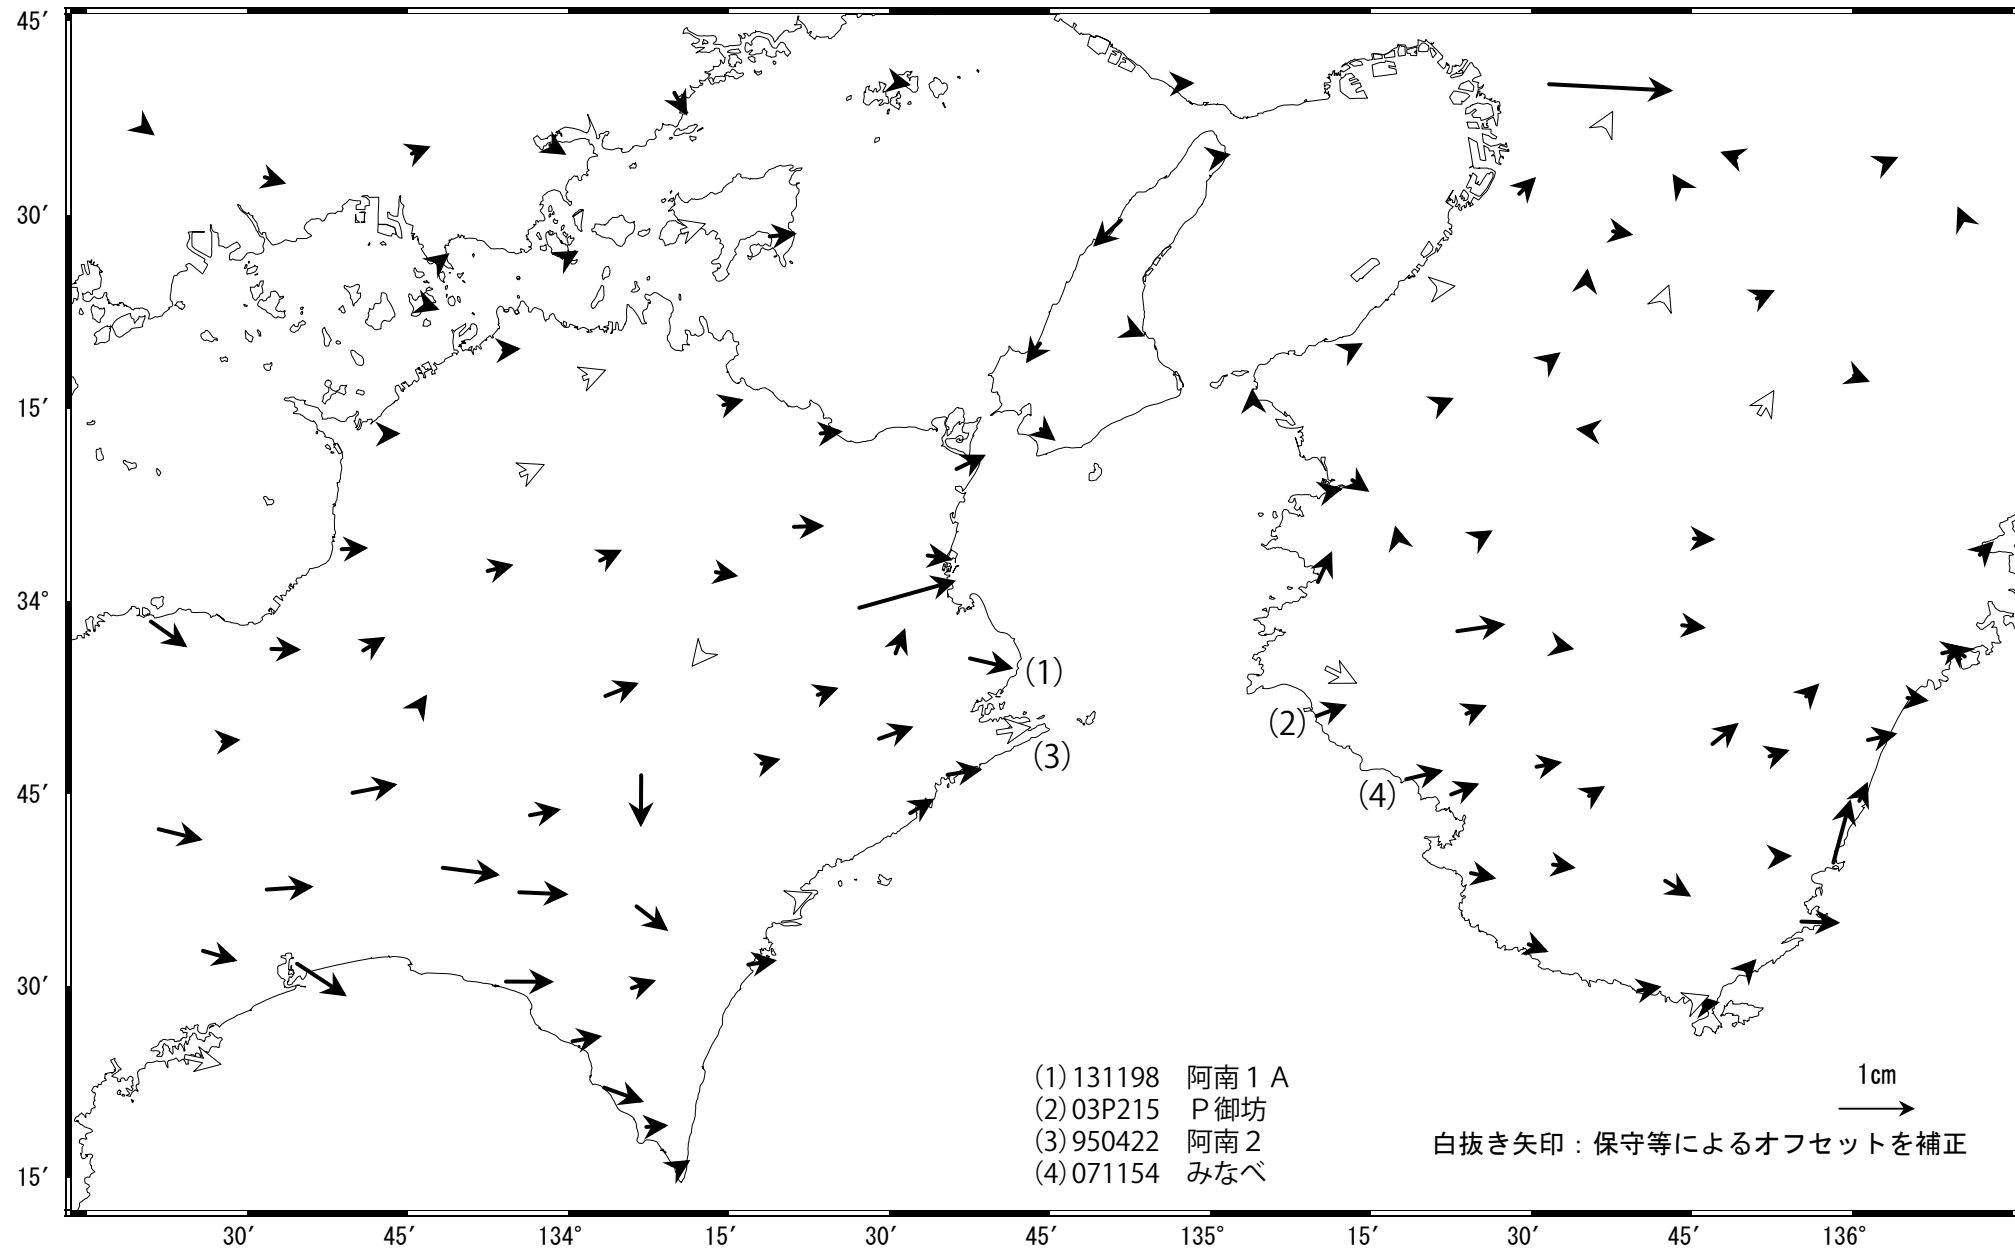 45′
30′
15′
34°
45′
30′
15′
(1)
(2)
(3)
(4)
(1)131198 阿南１Ａ
(2)03P215 Ｐ御坊
(3)950422 阿南２
(4)071154 みなべ
1cm
白抜き矢印：保守等によるオフセットを補正
30′ 45′ 134° 15′ 30′ 45′ 135° 15′ 30′ 45′ 136°